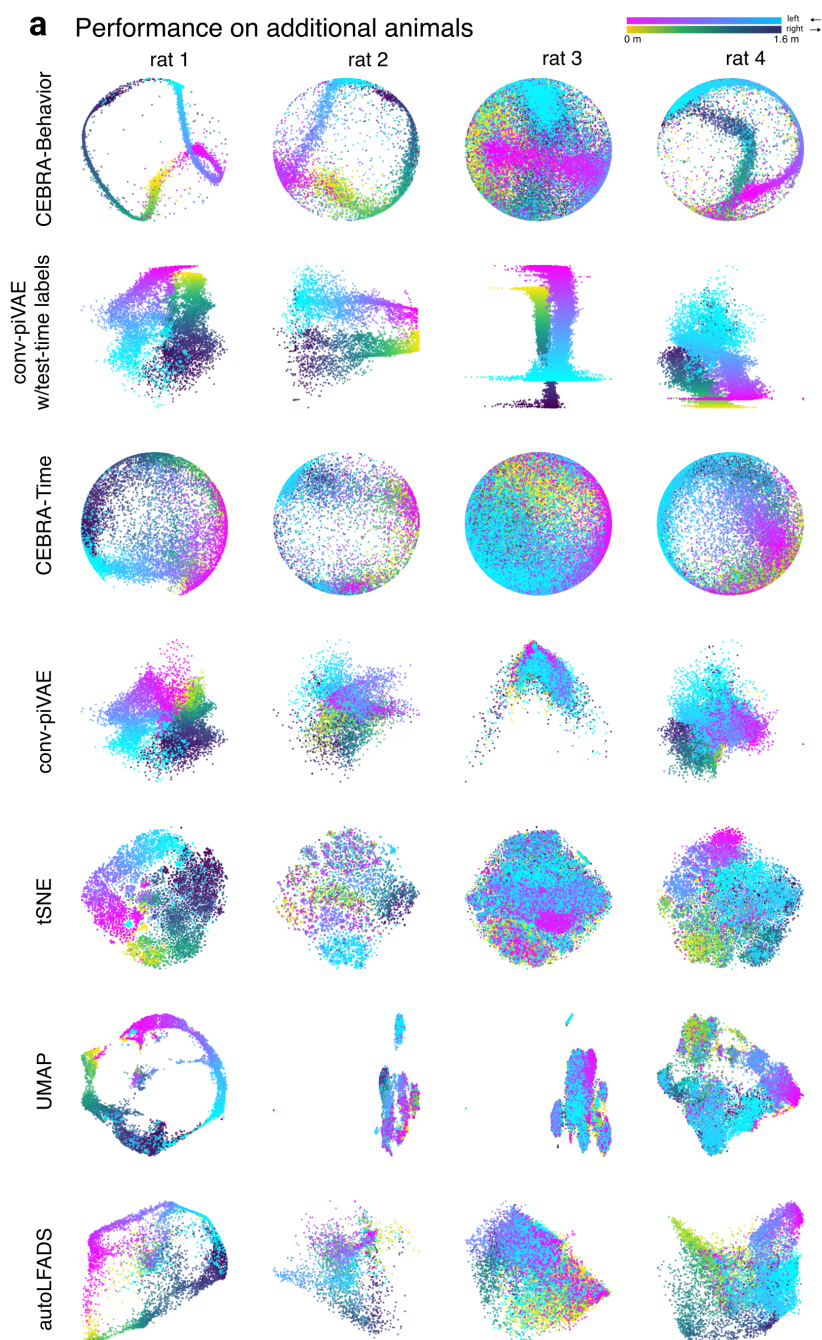 a Performance on additional animals
left ←
right →
0 m 1.6 m
rat 1 rat 2 rat 3 rat 4
CEBRA-Behavior
conv-piVAE
w/test-time labels
CEBRA-Time
conv-piVAE
tSNE
UMAP
autoLFADS